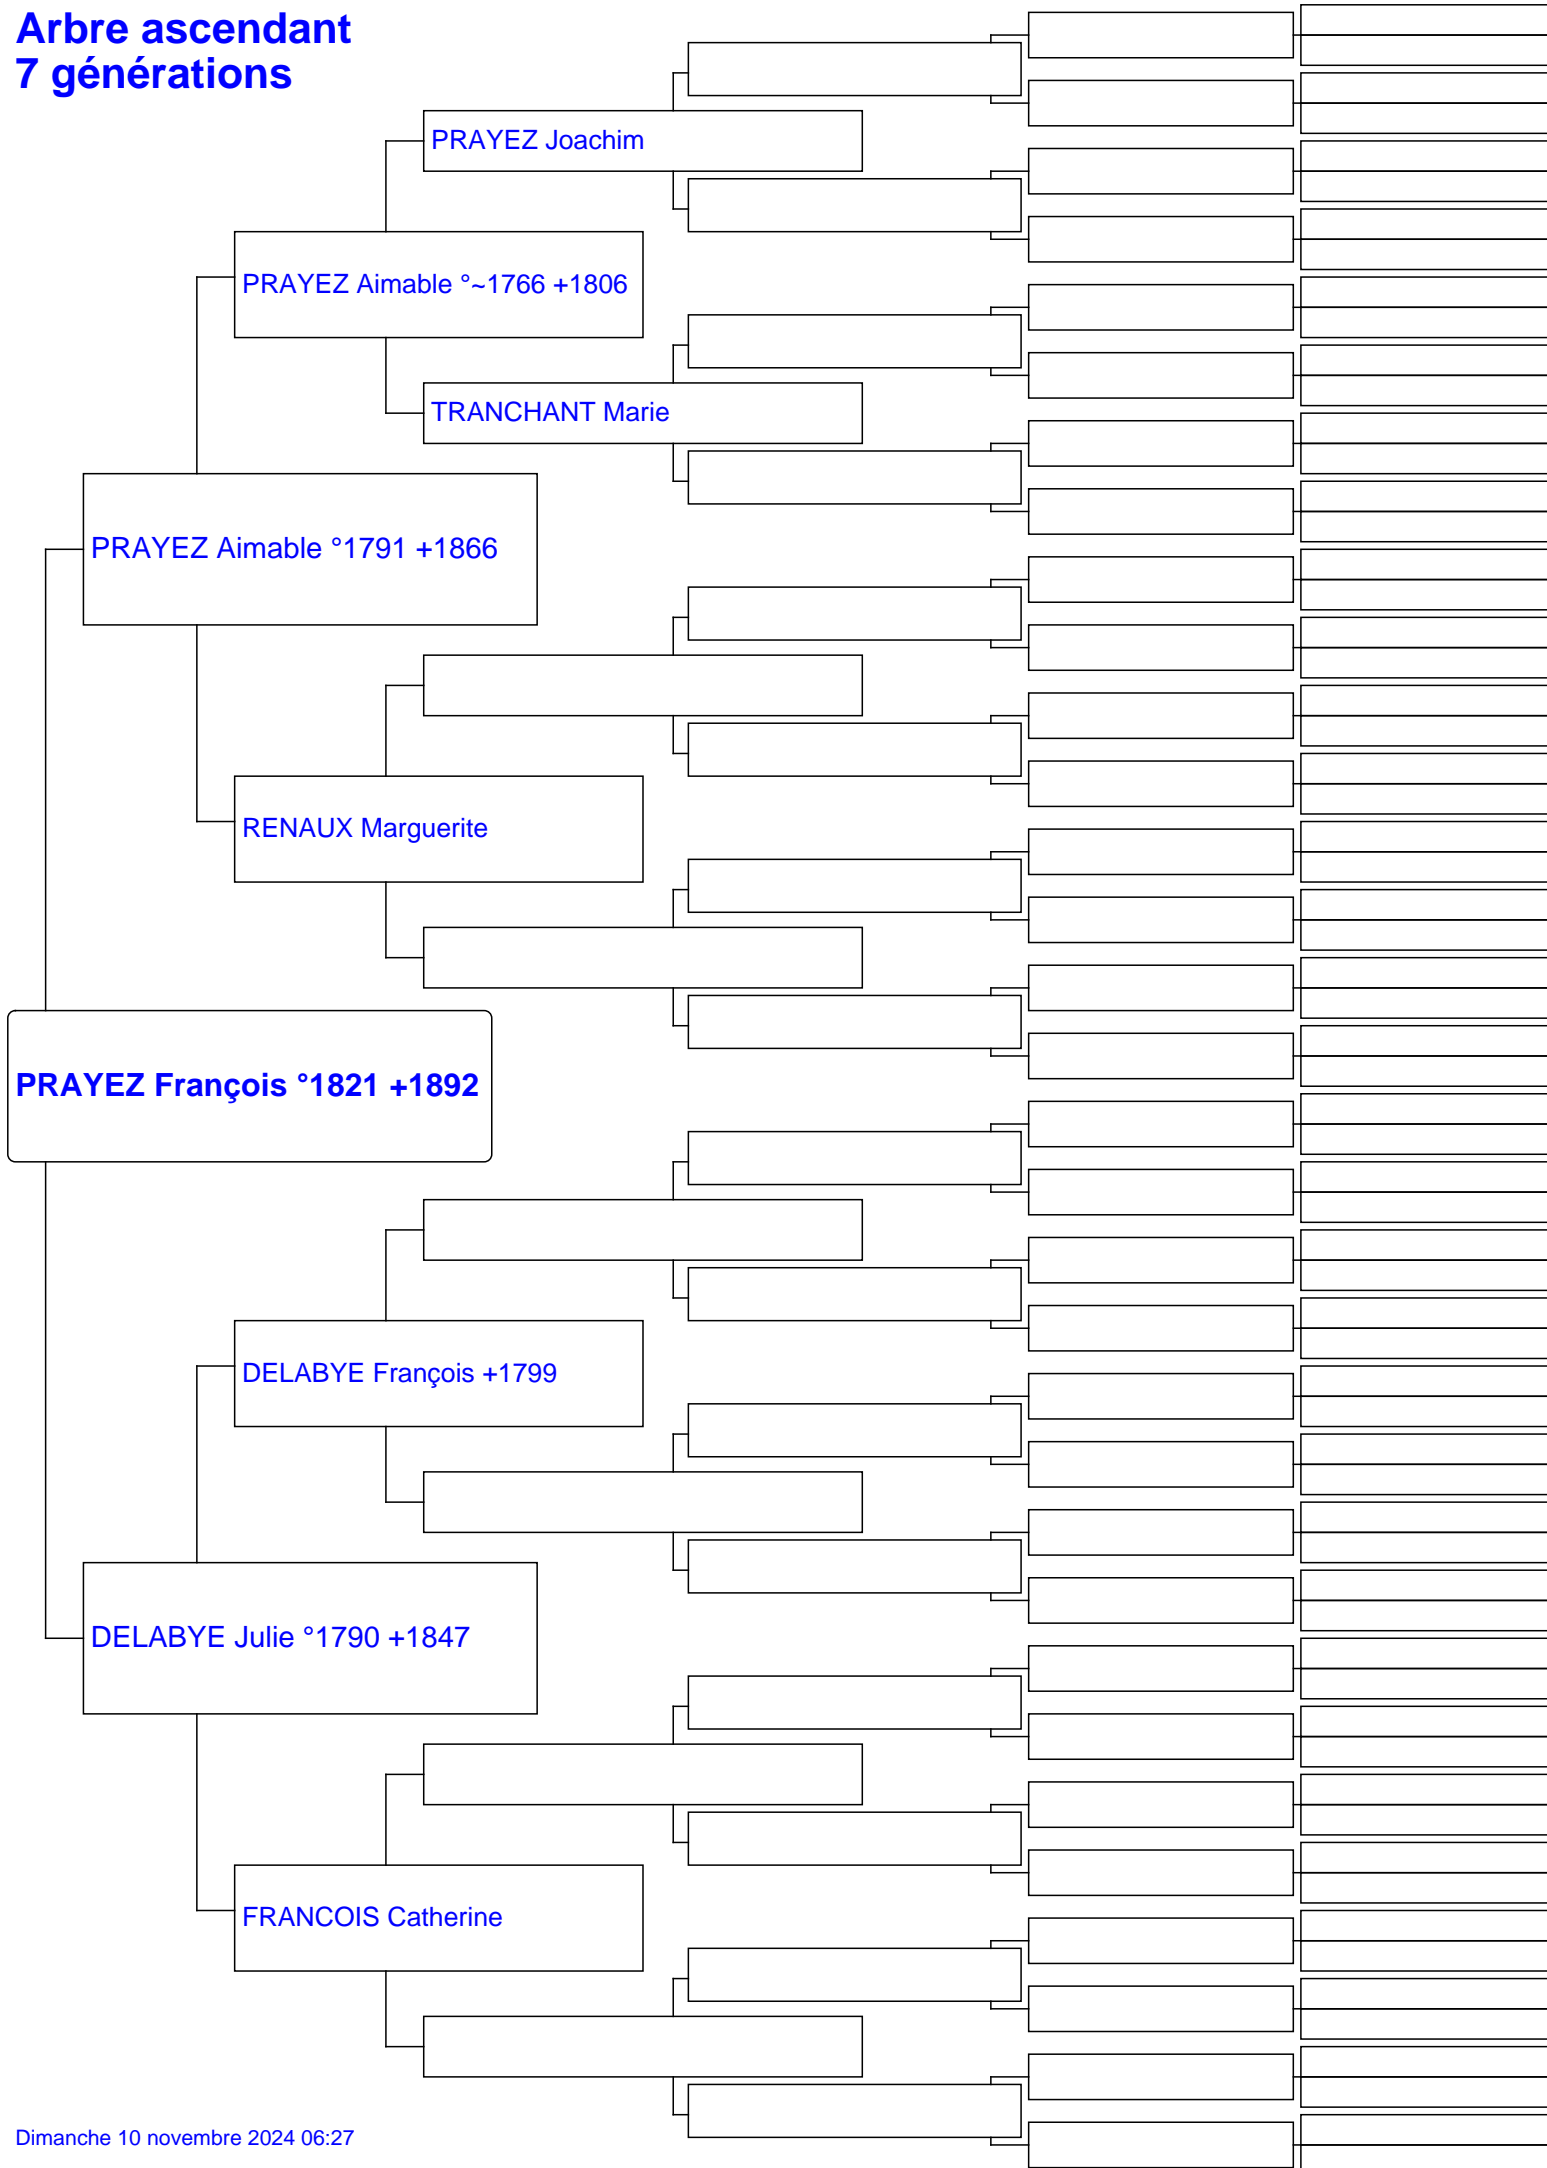 Arbre ascendant
7 générations
PRAYEZ Joachim
PRAYEZ Aimable °~1766 +1806
TRANCHANT Marie
PRAYEZ Aimable °1791 +1866
RENAUX Marguerite
PRAYEZ François °1821 +1892
DELABYE François +1799
DELABYE Julie °1790 +1847
FRANCOIS Catherine
Dimanche 10 novembre 2024 06:27